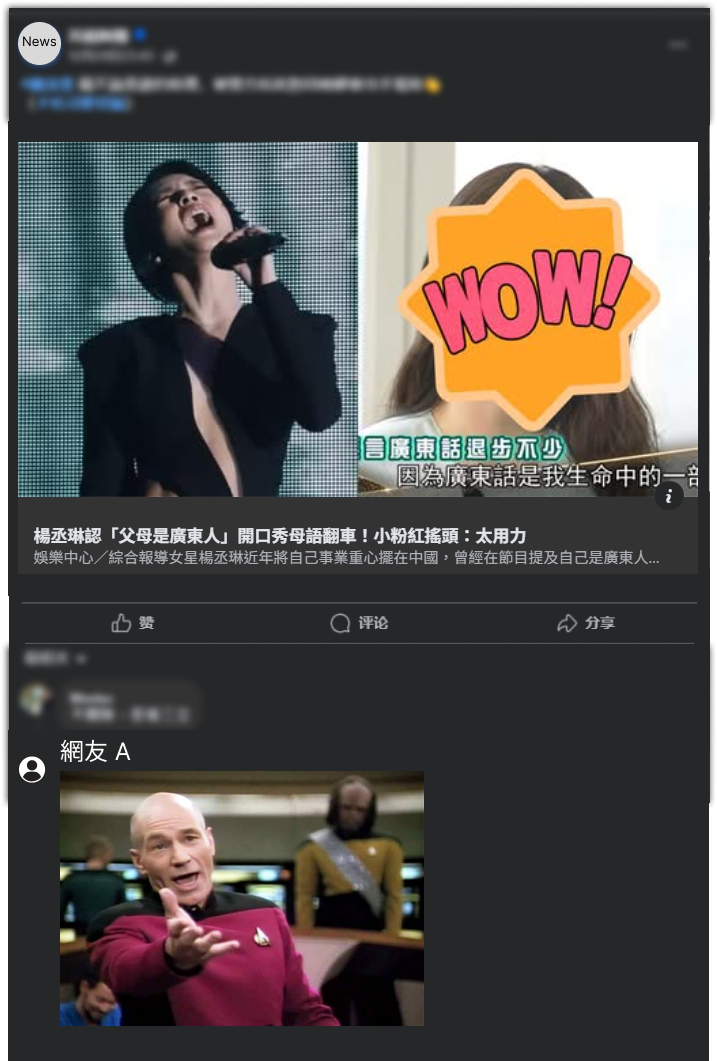 News
WOW!
言廣東話退步不少
因為廣東話是我生命中的一部
i
楊丞琳認「父母是廣東人」開口秀母語翻車！小粉紅搖頭：太用力
娛樂中心／綜合報導女星楊丞琳近年將自己事業重心擺在中國，曾經在節目提及自己是廣東人...
赞
评论
分享
網友 A